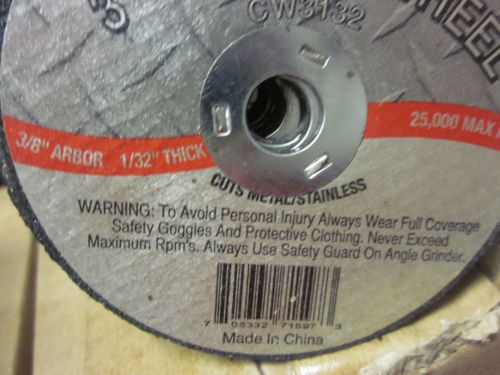 CW3132
3/8" ARBOR 1/32" THICK
25,000 MAX
CUTS METAL/STAINLESS
WARNING: To Avoid Personal Injury Always Wear Full Coverage
Safety Goggles And Protective Clothing. Never Exceed
Maximum Rpm's. Always Use Safety Guard On Angle Grinder.
7 05332 71597 3
Made In China